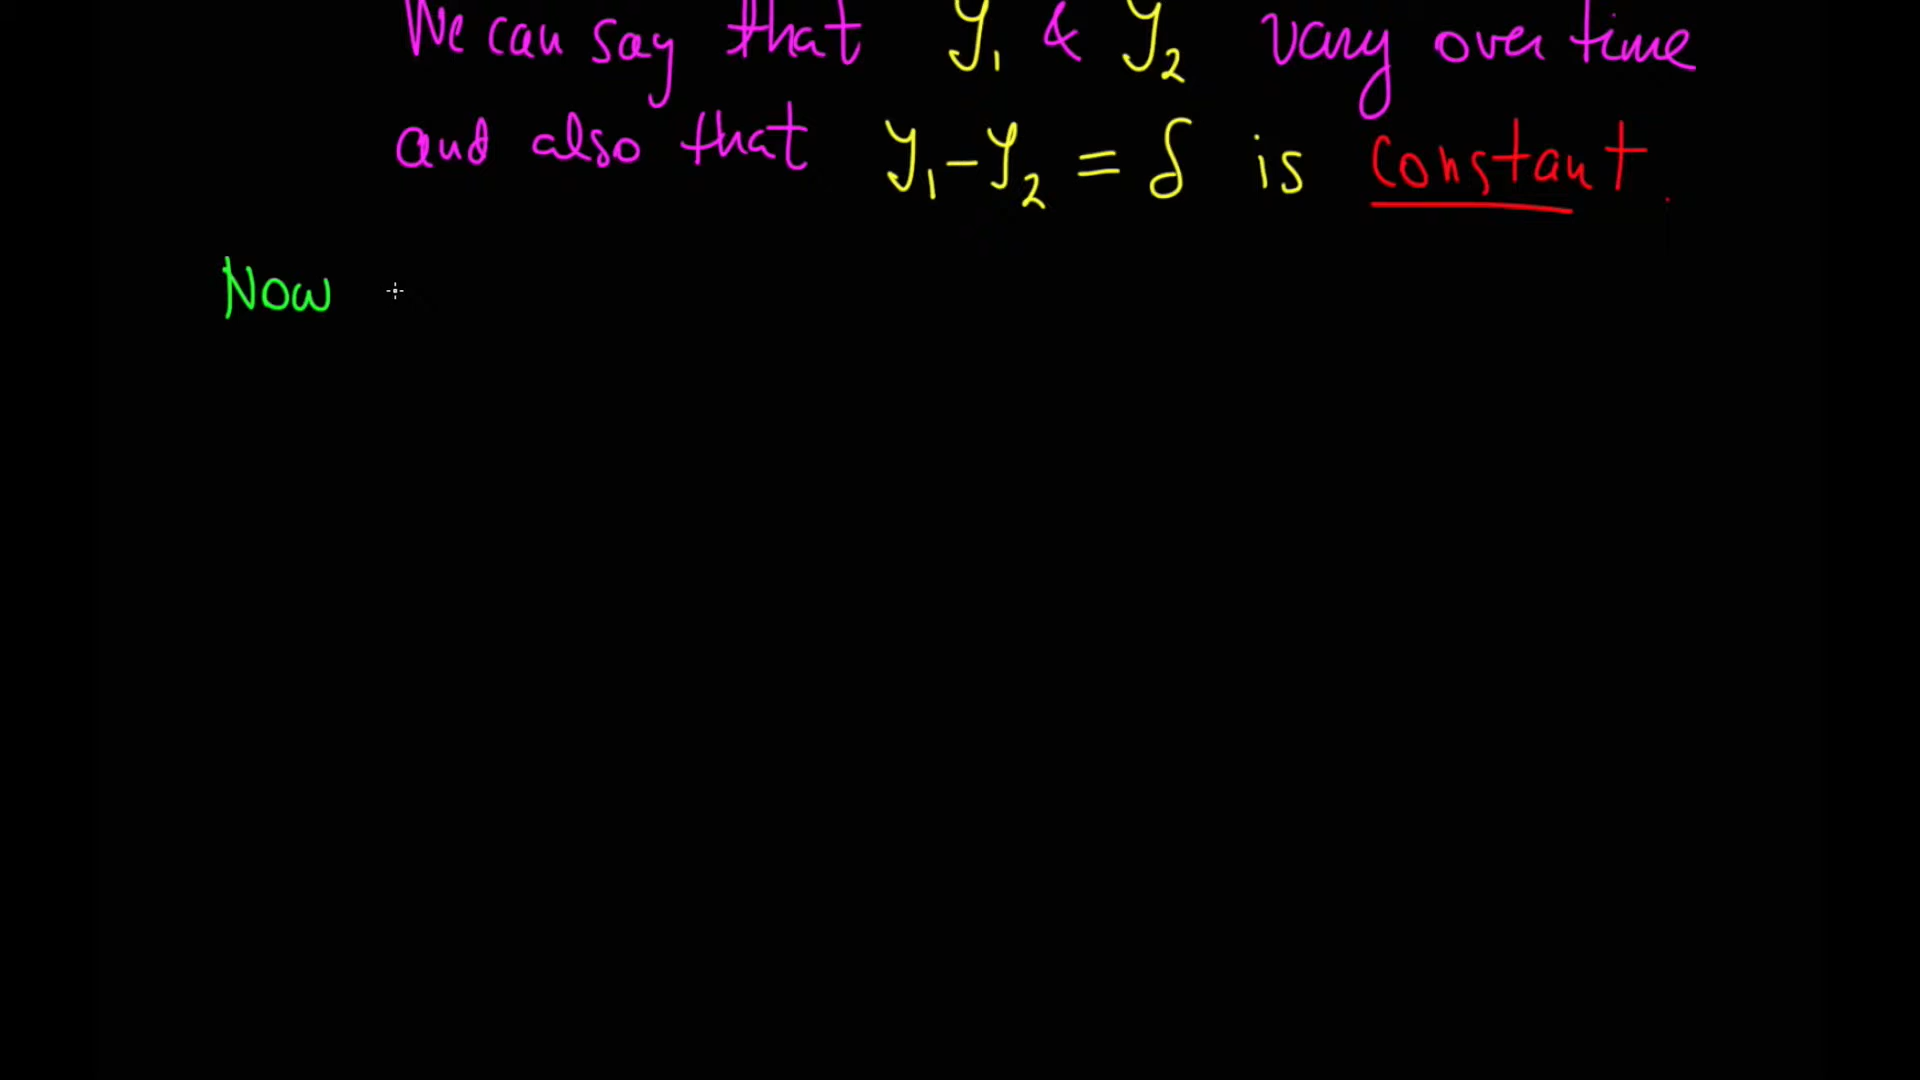 We can say that y₁ & y₂ vary over time
and also that y₁-y₂ = δ is constant.
Now